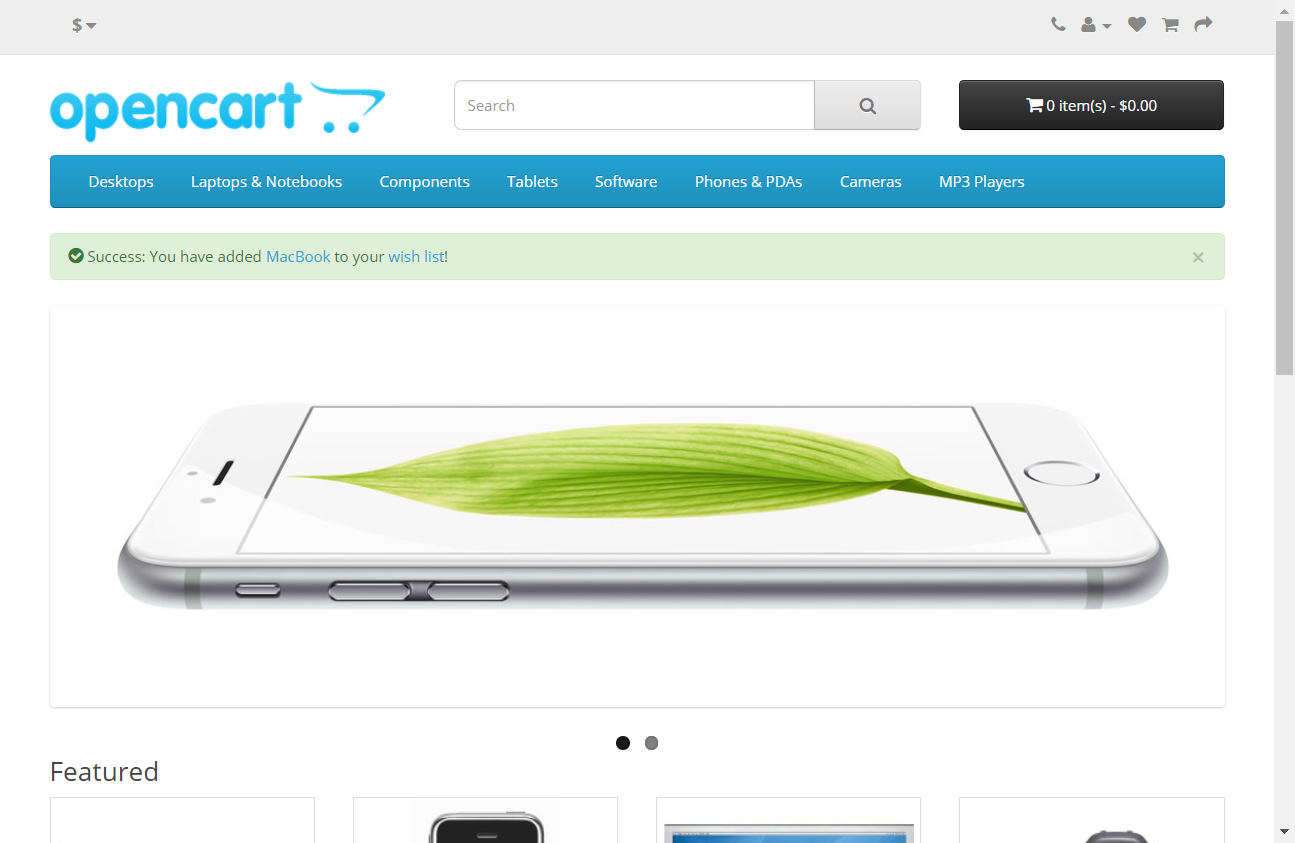 $
opencart
Search
0 item(s) - $0.00
Desktops
Laptops & Notebooks
Components
Tablets
Software
Phones & PDAs
Cameras
MP3 Players
Success: You have added MacBook to your wish list!
×
Featured